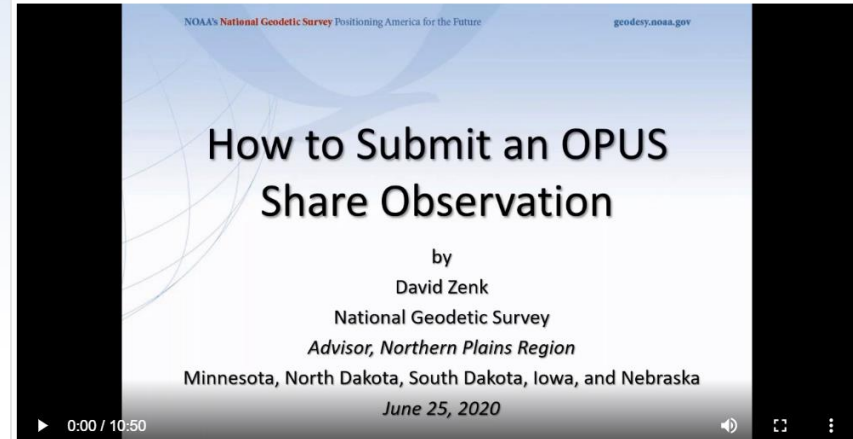 NOAA's National Geodetic Survey Positioning America for the Future
geodesy.noaa.gov
How to Submit an OPUS
Share Observation
by
David Zenk
National Geodetic Survey
Advisor, Northern Plains Region
Minnesota, North Dakota, South Dakota, Iowa, and Nebraska
June 25, 2020
0:00 / 10:50